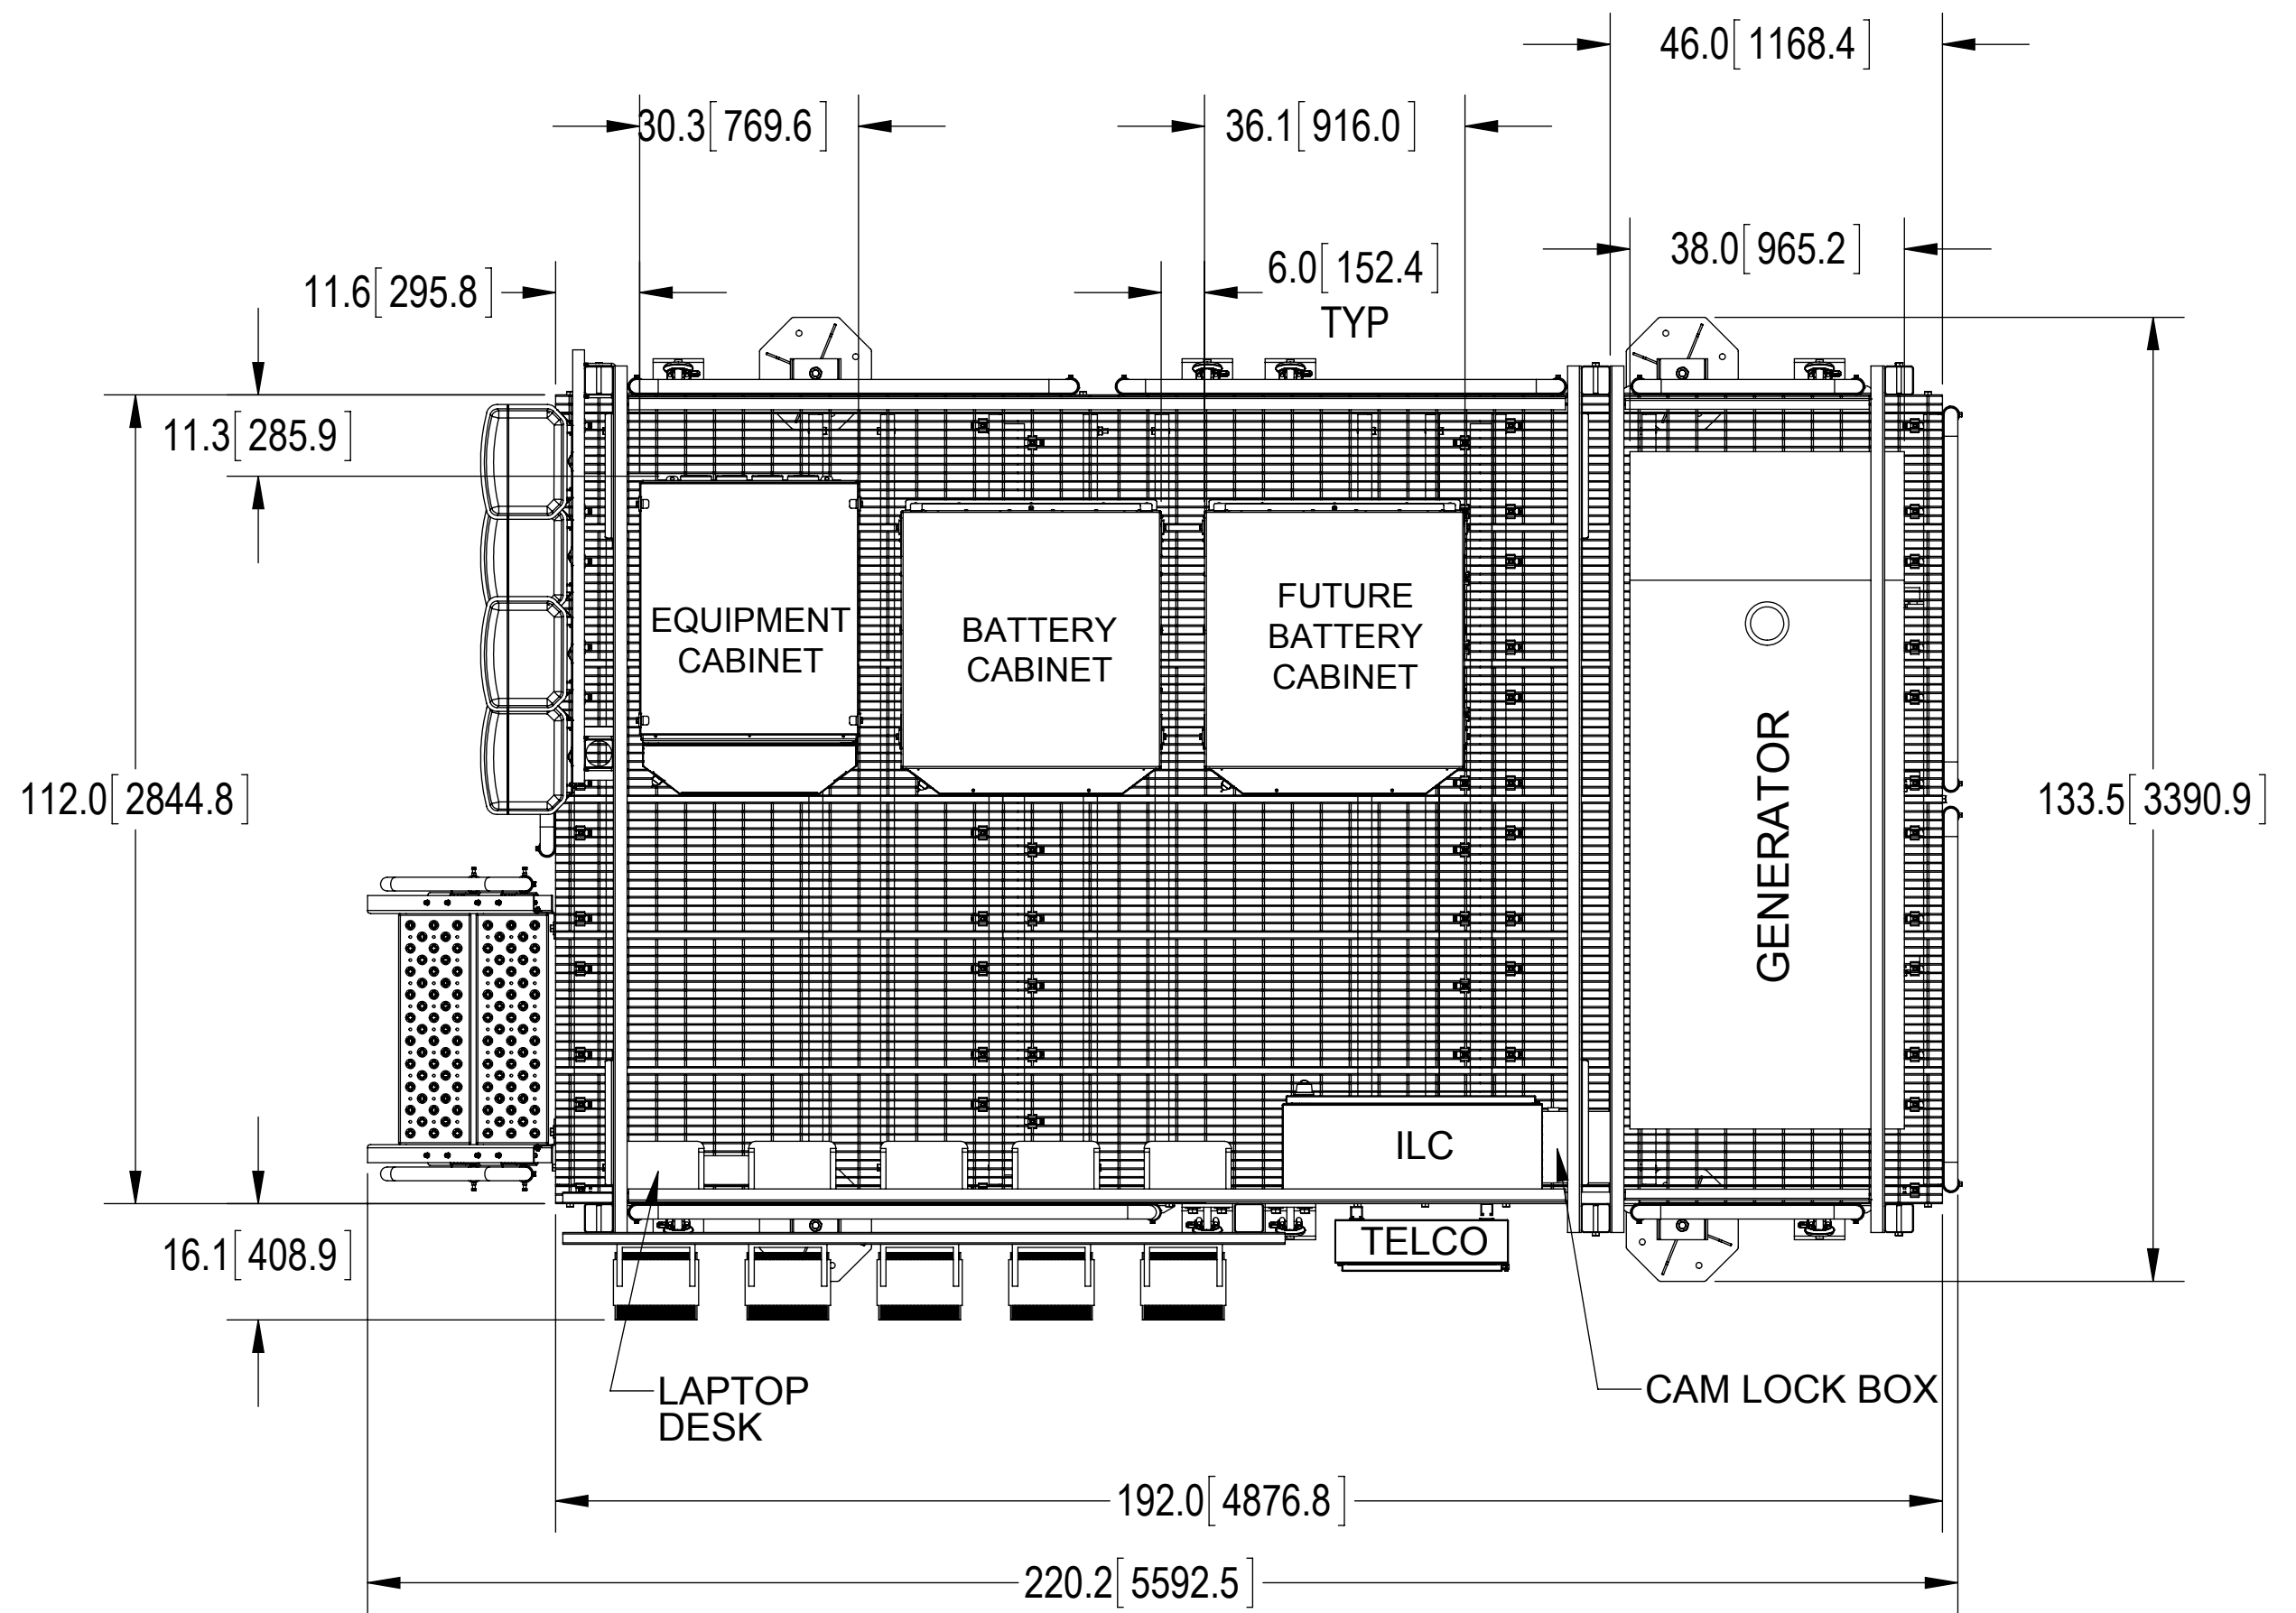 46.0[1168.4]
30.3[769.6]
36.1[916.0]
38.0[965.2]
6.0[152.4]
TYP
11.6[295.8]
11.3[285.9]
EQUIPMENT
CABINET
BATTERY
CABINET
FUTURE
BATTERY
CABINET
GENERATOR
112.0[2844.8]
133.5[3390.9]
ILC
TELCO
16.1[408.9]
LAPTOP
DESK
CAM LOCK BOX
192.0[4876.8]
220.2[5592.5]